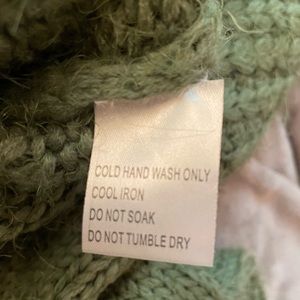 COLD HAND WASH ONLY
COOL IRON
DO NOT SOAK
DO NOT TUMBLE DRY